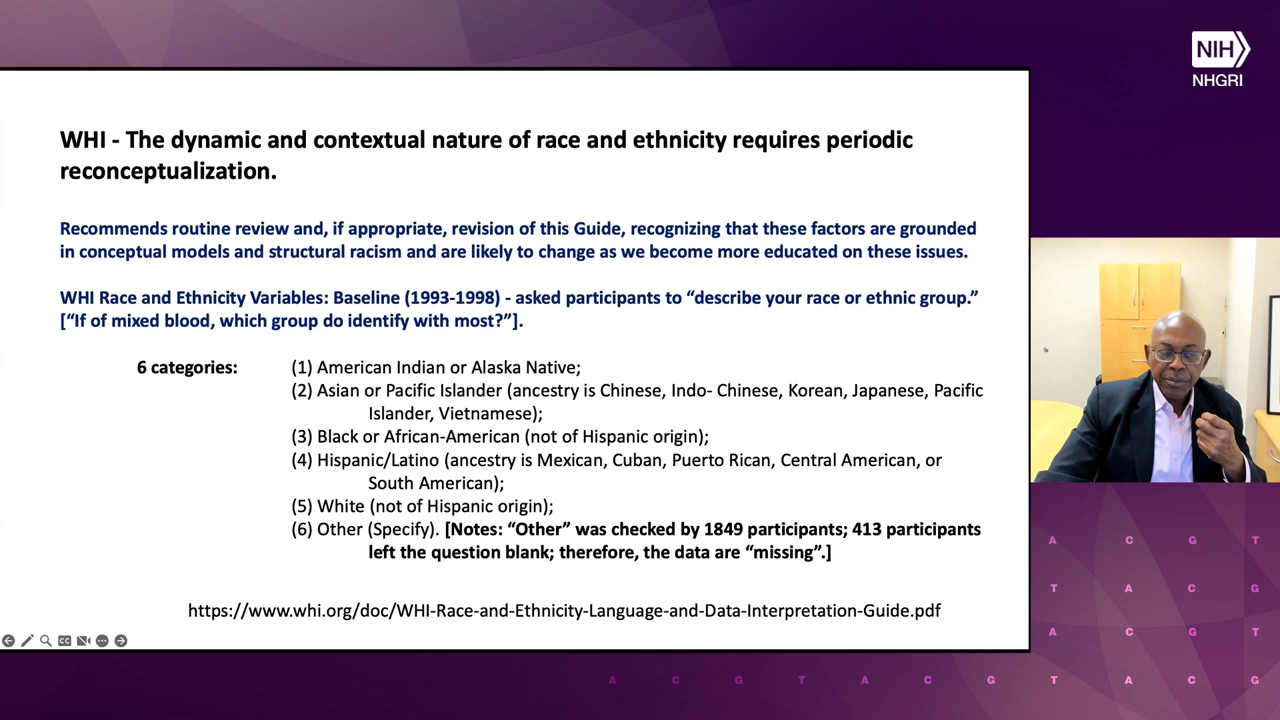 NIH
NHGRI
WHI - The dynamic and contextual nature of race and ethnicity requires periodic
reconceptualization.
Recommends routine review and, if appropriate, revision of this Guide, recognizing that these factors are grounded
in conceptual models and structural racism and are likely to change as we become more educated on these issues.
WHI Race and Ethnicity Variables: Baseline (1993-1998) - asked participants to “describe your race or ethnic group.”
[“If of mixed blood, which group do identify with most?”].
6 categories: (1) American Indian or Alaska Native;
(2) Asian or Pacific Islander (ancestry is Chinese, Indo- Chinese, Korean, Japanese, Pacific
Islander, Vietnamese);
(3) Black or African-American (not of Hispanic origin);
(4) Hispanic/Latino (ancestry is Mexican, Cuban, Puerto Rican, Central American, or
South American);
(5) White (not of Hispanic origin);
(6) Other (Specify). [Notes: “Other” was checked by 1849 participants; 413 participants
left the question blank; therefore, the data are “missing”.]
https://www.whi.org/doc/WHI-Race-and-Ethnicity-Language-and-Data-Interpretation-Guide.pdf
CC
A C G T
T A C G
A C G T
A C G T A C G T A C G